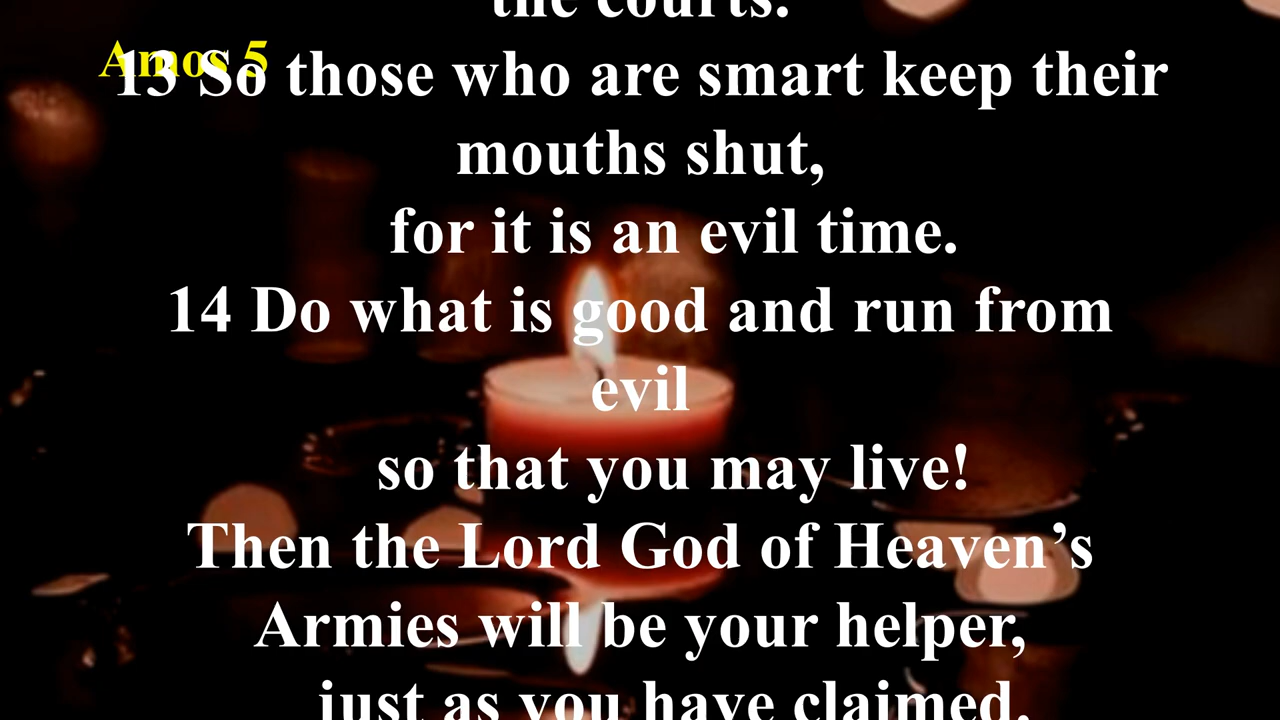 the courts.
Amos 5
13 So those who are smart keep their
mouths shut,
for it is an evil time.
14 Do what is good and run from
evil
so that you may live!
Then the Lord God of Heaven’s
Armies will be your helper,
just as you have claimed.